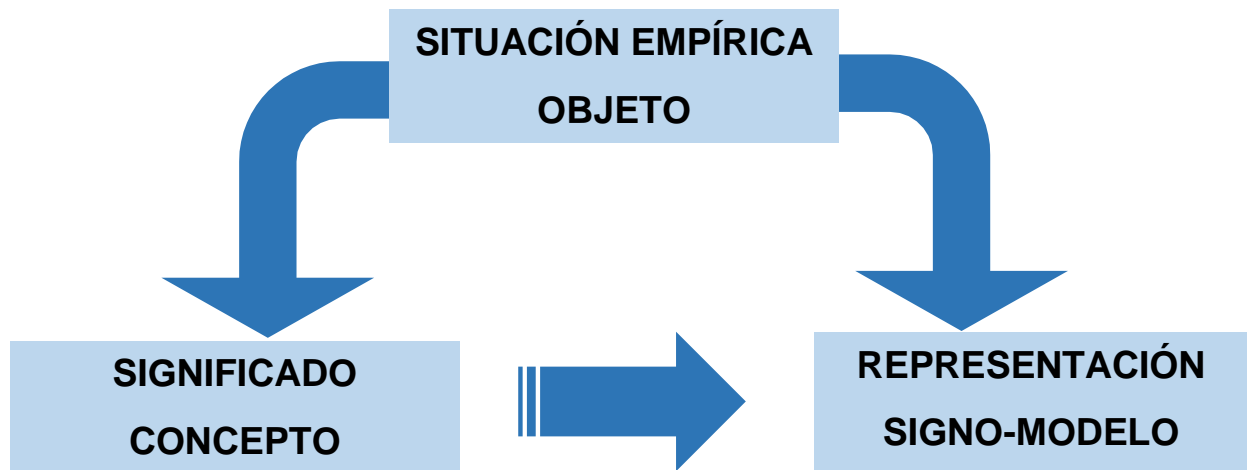 SITUACIÓN EMPÍRICA
OBJETO
SIGNIFICADO
CONCEPTO
REPRESENTACIÓN
SIGNO-MODELO